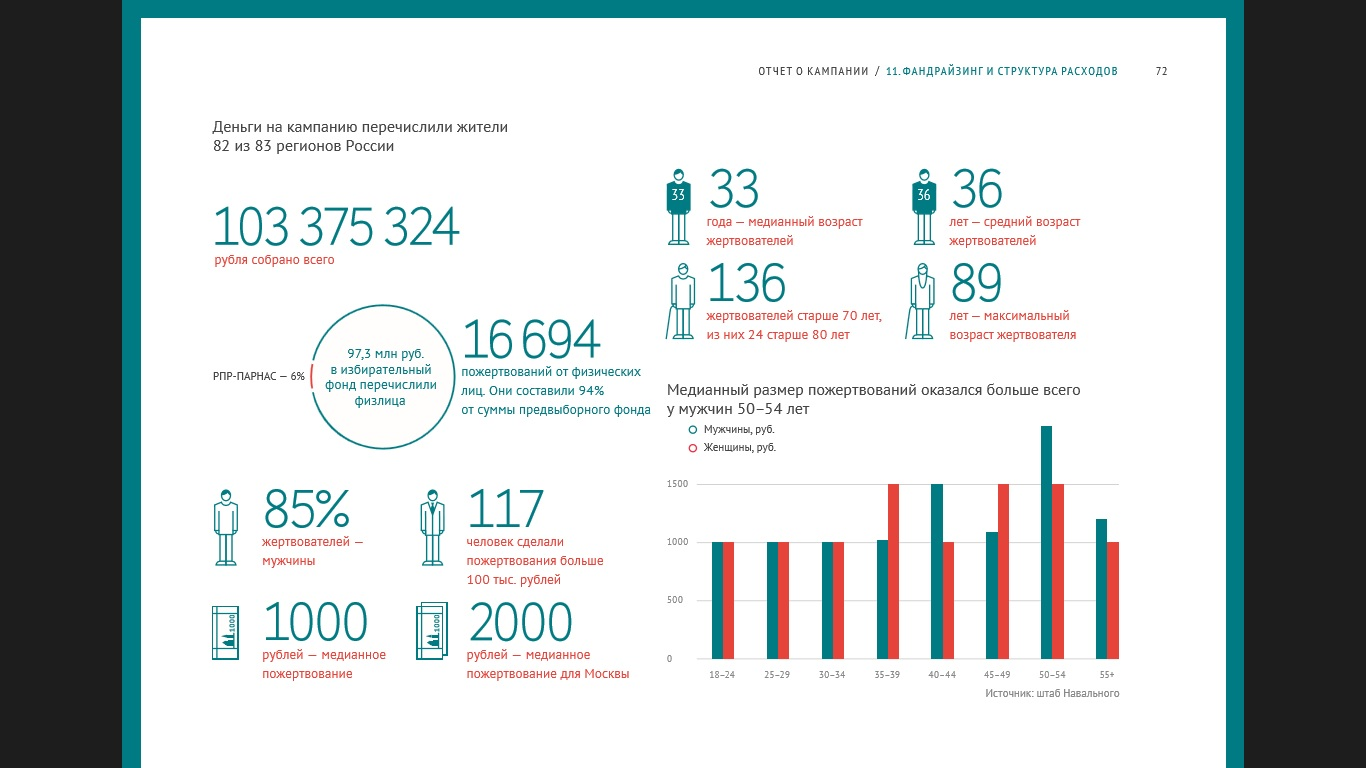 ОТЧЕТ О КАМПАНИИ / 11. ФАНДРАЙЗИНГ И СТРУКТУРА РАСХОДОВ 72
Деньги на кампанию перечислили жители
82 из 83 регионов России
103 375 324
рубля собрано всего
РПР-ПАРНАС — 6%
97,3 млн руб.
в избирательный
фонд перечислили
физлица
16 694
пожертвований от физических
лиц. Они составили 94%
от суммы предвыборного фонда
85%
жертвователей —
мужчины
117
человек сделали
пожертвования больше
100 тыс. рублей
1000
1000
рублей — медианное
пожертвование
1000
2000
рублей — медианное
пожертвование для Москвы
33
33
года — медианный возраст
жертвователей
36
36
лет — средний возраст
жертвователей
136
жертвователей старше 70 лет,
из них 24 старше 80 лет
89
лет — максимальный
возраст жертвователя
Медианный размер пожертвований оказался больше всего
у мужчин 50–54 лет
Мужчины, руб.
Женщины, руб.
1500
1000
500
0
18–24 25–29 30–34 35–39 40–44 45–49 50–54 55+
Источник: штаб Навального